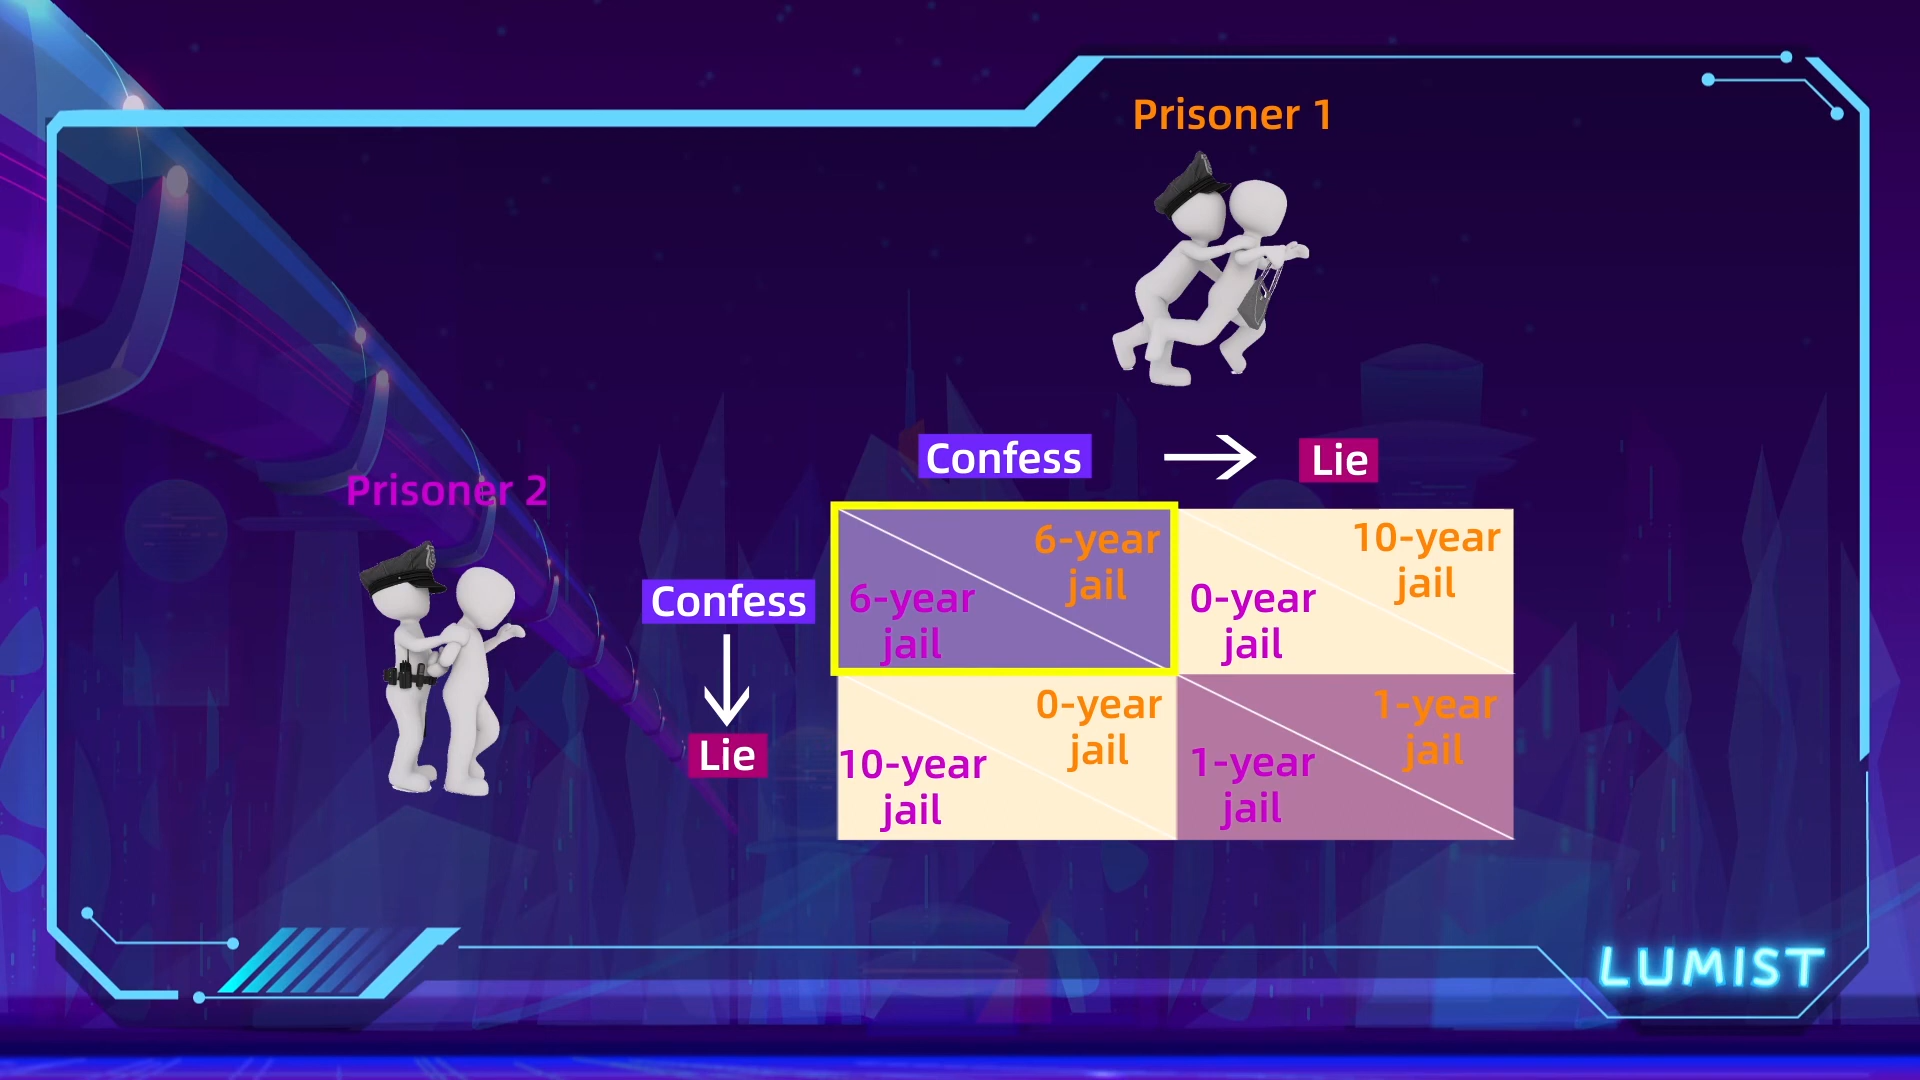 Prisoner 1
Confess
Lie
Prisoner 2
Confess
Lie
6-year
jail
6-year
jail
10-year
jail
0-year
jail
0-year
jail
10-year
jail
1-year
jail
1-year
jail
LUMIST